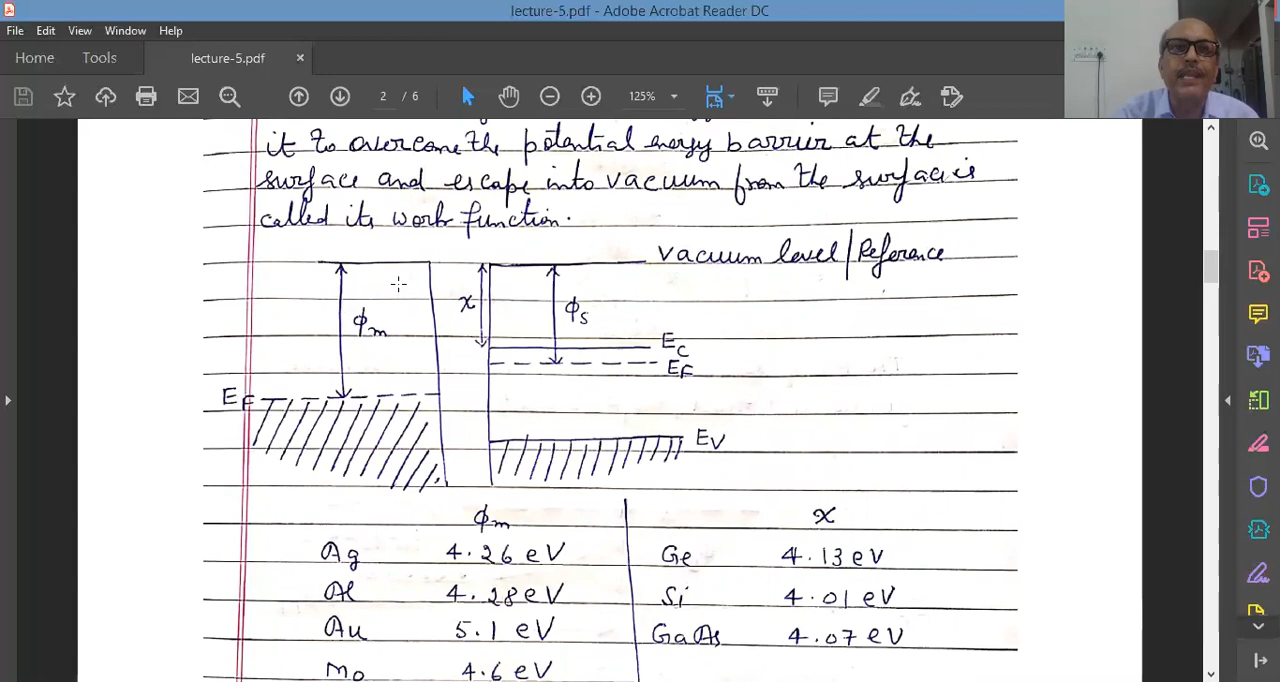 lecture-5.pdf - Adobe Acrobat Reader DC
File Edit View Window Help
Home Tools lecture-5.pdf ×
2 / 6 125%
it to overcome the potential energy barrier at the
surface and escape into vacuum from the surface is
called its work function.
vacuum level/Reference
x
ϕm
ϕs
EC
EF
EF
EV
ϕm x
Ag 4.26 eV Ge 4.13 eV
Al 4.28 eV Si 4.01 eV
Au 5.1 eV GaAs 4.07 eV
Mo 4.6 eV